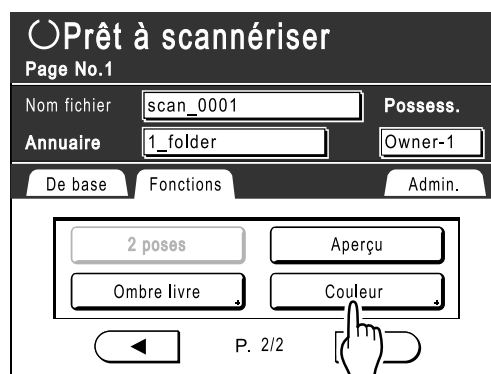 Prêt à scannériser
Page No.1
Nom fichier scan_0001 Possess.
Annuaire 1_folder Owner-1
De base Fonctions Admin.
2 poses Aperçu
Ombre livre Couleur
P. 2/2